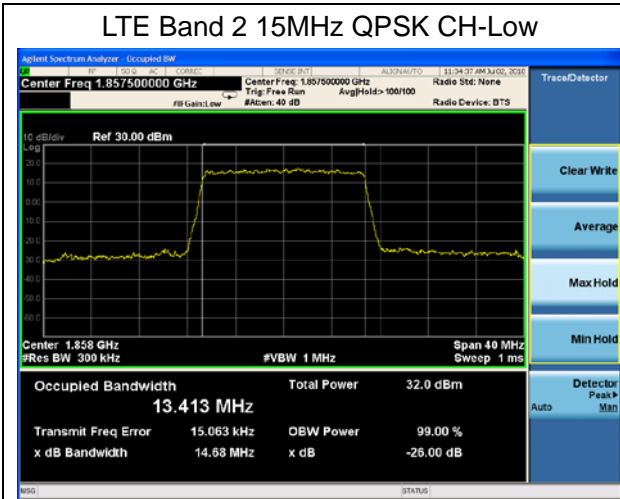 LTE Band 2 15MHz QPSK CH-Low
Agilent Spectrum Analyzer - Occupied BW
RF 50 Ω AC CORREC SENSE:INT ALIGNAUTO 11:34:37 AM Jul 02, 2010
Center Freq 1.857500000 GHz Center Freq: 1.857500000 GHz Radio Std: None
Trig: Free Run Avg|Hold:> 100/100
#IFGain:Low #Atten: 40 dB Radio Device: BTS
Trace/Detector
10 dB/div Ref 30.00 dBm
Log
20.0
10.0
0.00
-10.0
-20.0
-30.0
-40.0
-50.0
-60.0
Clear Write
Average
Max Hold
Min Hold
Center 1.858 GHz Span 40 MHz
#Res BW 300 kHz #VBW 1 MHz Sweep 1 ms
Occupied Bandwidth Total Power 32.0 dBm
13.413 MHz
Transmit Freq Error 15.063 kHz OBW Power 99.00 %
x dB Bandwidth 14.68 MHz x dB -26.00 dB
Detector
Peak▶
Auto Man
MSG STATUS